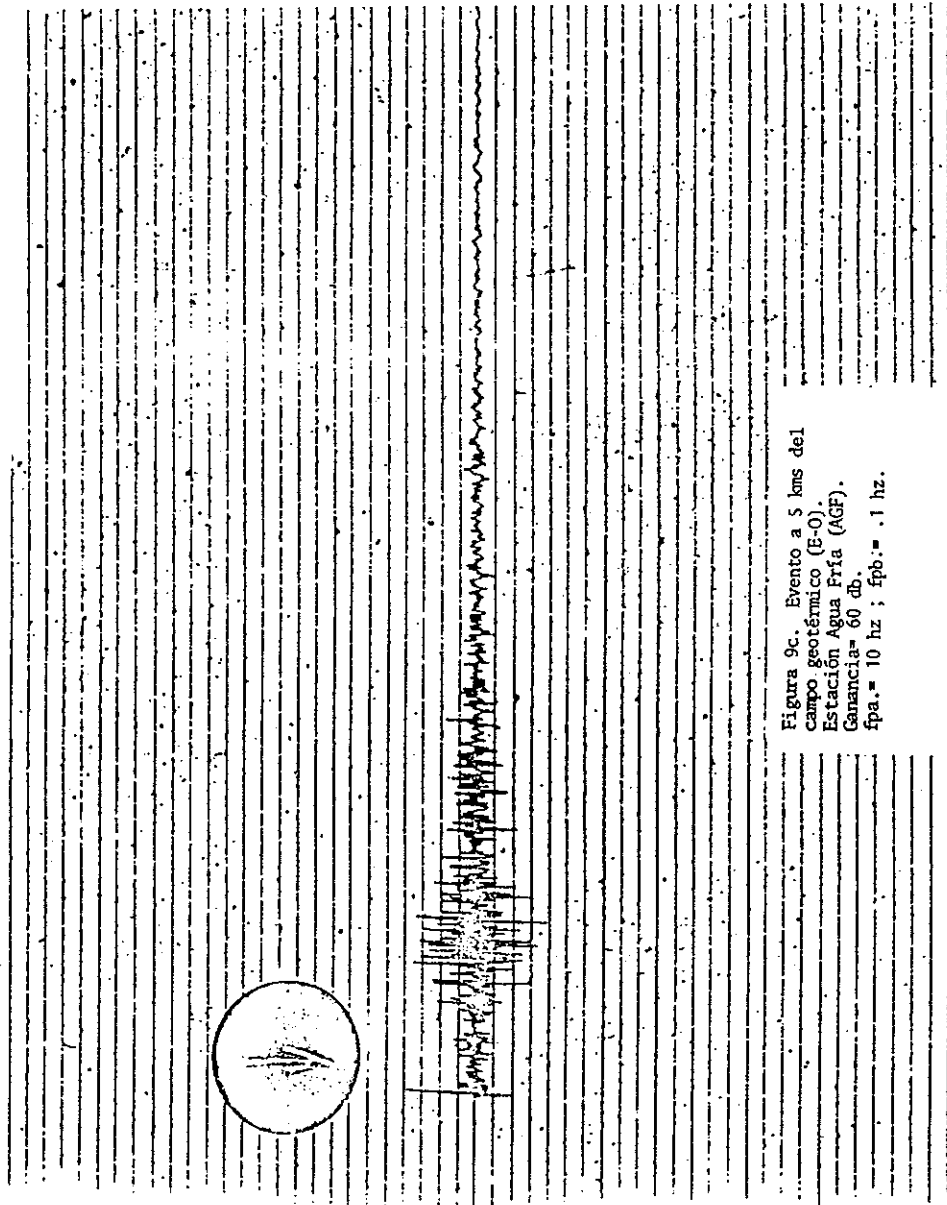 Figura 9c. Evento a 5 kms del
campo geotérmico (E-O).
Estación Agua Fría (AGF).
Ganancia= 60 db.
fpa.= 10 hz ; fpb.= .1 hz.